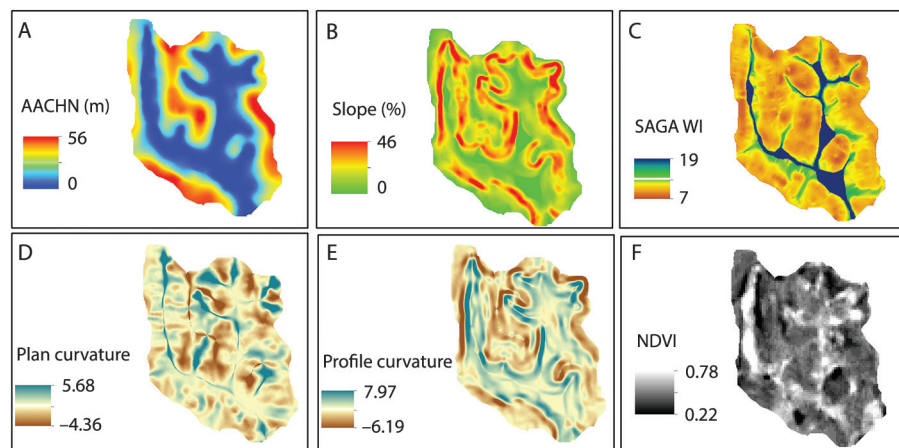 A
AACHN (m)
56
0
B
Slope (%)
46
0
C
SAGA WI
19
7
D
Plan curvature
5.68
−4.36
E
Profile curvature
7.97
−6.19
F
NDVI
0.78
0.22